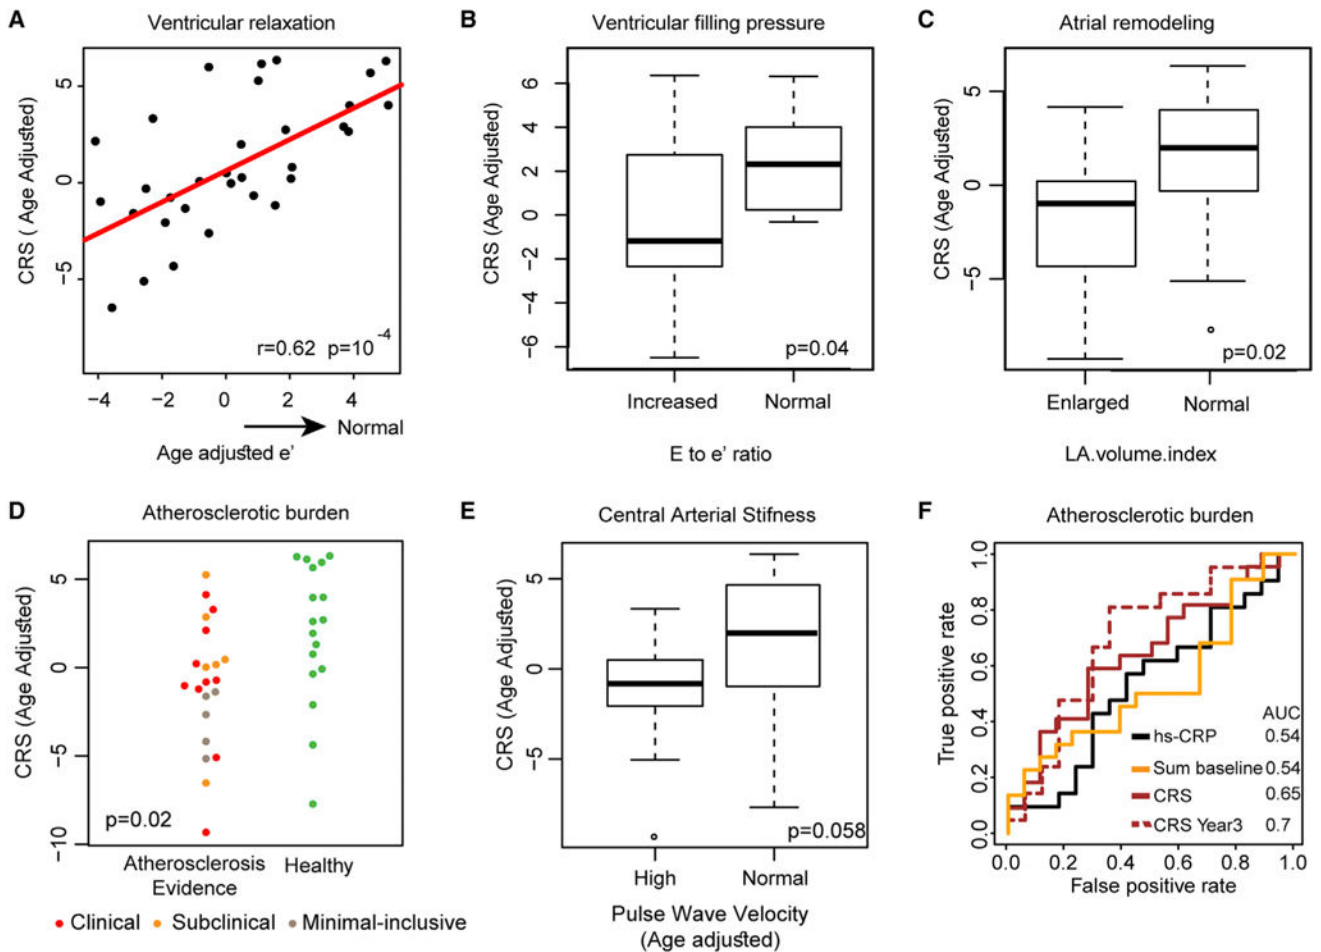 A
Ventricular relaxation
CRS ( Age Adjusted)
5
0
−5
r=0.62 p=10-4
−4 −2 0 2 4
Normal
Age adjusted e'
B
Ventricular filling pressure
CRS (Age Adjusted)
6
4
2
0
−2
−4
−6
p=0.04
Increased Normal
E to e' ratio
C
Atrial remodeling
CRS (Age Adjusted)
5
0
−5
p=0.02
Enlarged Normal
LA.volume.index
D
Atherosclerotic burden
CRS (Age Adjusted)
5
0
−5
−10
p=0.02
Atherosclerosis
Evidence
Healthy
Clinical Subclinical Minimal-inclusive
E
Central Arterial Stifness
CRS (Age Adjusted)
5
0
−5
p=0.058
High Normal
Pulse Wave Velocity
(Age adjusted)
F
Atherosclerotic burden
True positive rate
1.0
0.8
0.6
0.4
0.2
0.0
AUC
hs-CRP 0.54
Sum baseline 0.54
CRS 0.65
CRS Year3 0.7
0.0 0.2 0.4 0.6 0.8 1.0
False positive rate